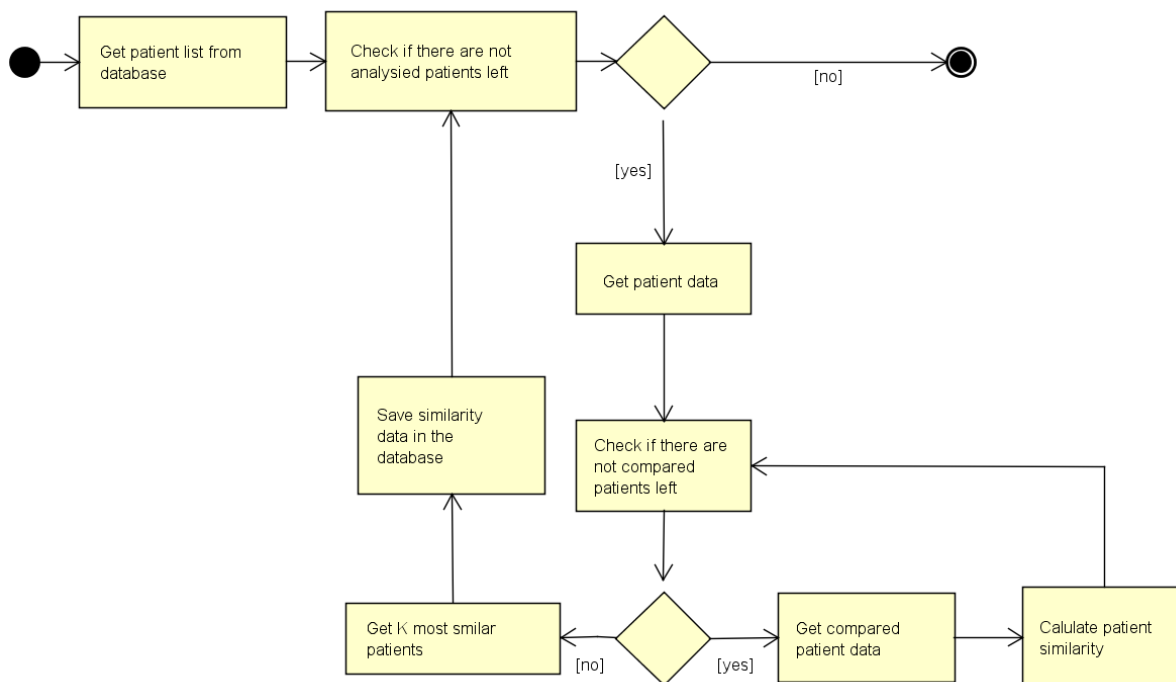 Get patient list from
database
Check if there are not
analysied patients left
[no]
[yes]
Get patient data
Save similarity
data in the
database
Check if there are
not compared
patients left
Get K most smilar
patients
[no]
[yes]
Get compared
patient data
Calulate patient
similarity